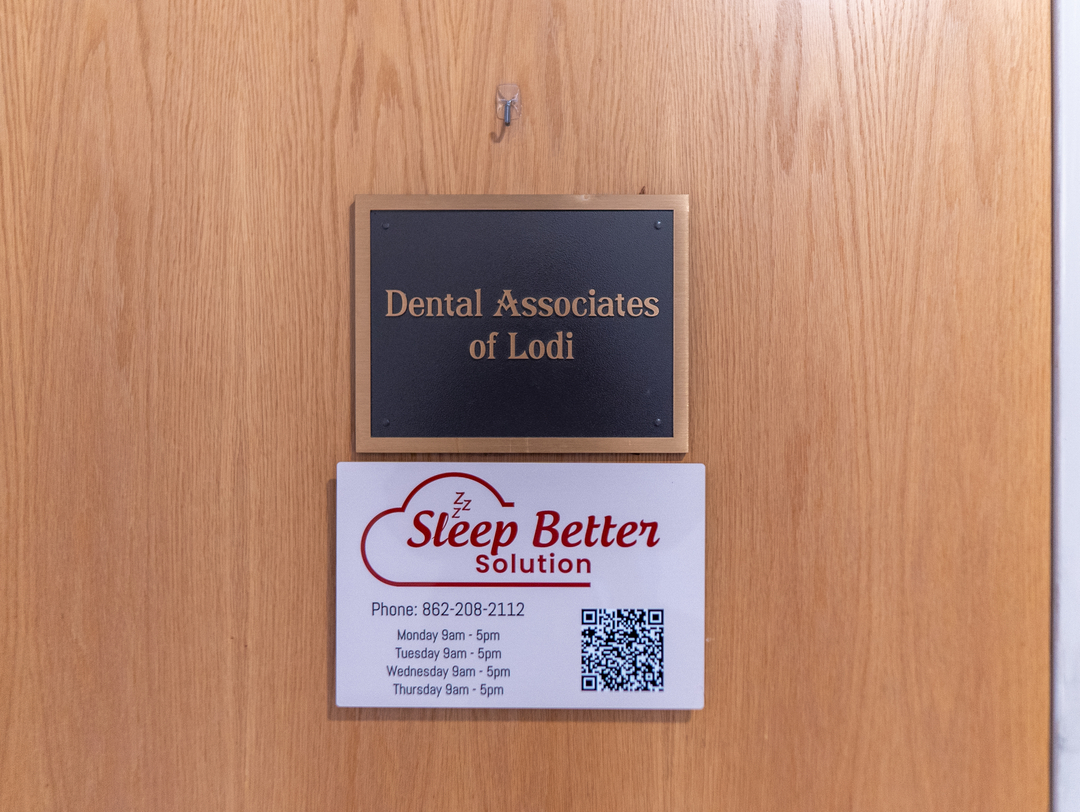 Dental Associates
of Lodi
z
z
z
Sleep Better
Solution
Phone: 862-208-2112
Monday 9am - 5pm
Tuesday 9am - 5pm
Wednesday 9am - 5pm
Thursday 9am - 5pm